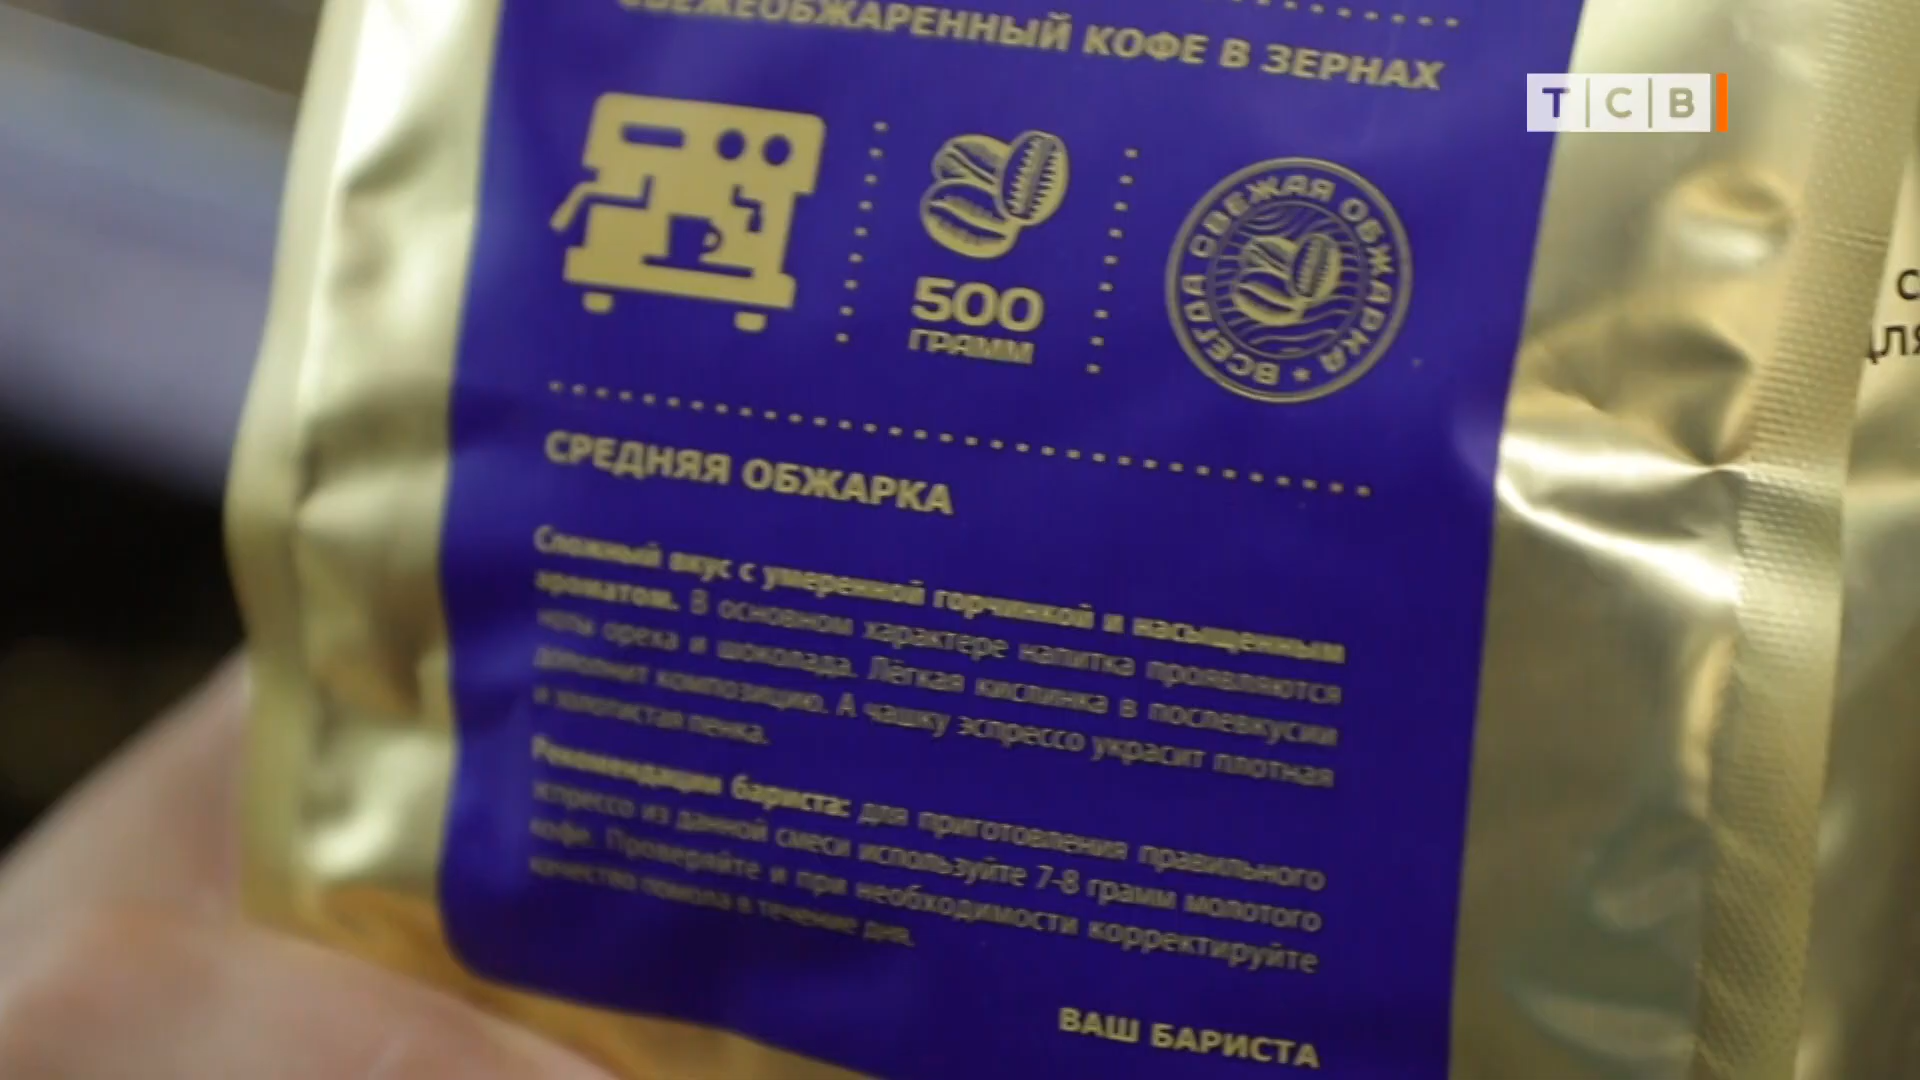 СВЕЖЕОБЖАРЕННЫЙ КОФЕ В ЗЕРНАХ
Т|С|В
500
ГРАММ
ВСЕГДА СВЕЖАЯ ОБЖАРКА
СРЕДНЯЯ ОБЖАРКА
Сложный вкус с умеренной горчинкой и насыщенным
ароматом. В основном характере напитка проявляются
ноты ореха и шоколада. Лёгкая кислинка в послевкусии
дополнит композицию. А чашку эспрессо украсит плотная
и золотистая пенка.
Рекомендации бариста: для приготовления правильного
эспрессо из данной смеси используйте 7-8 грамм молотого
кофе. Проверяйте и при необходимости корректируйте
качество помола в течение дня.
ВАШ БАРИСТА